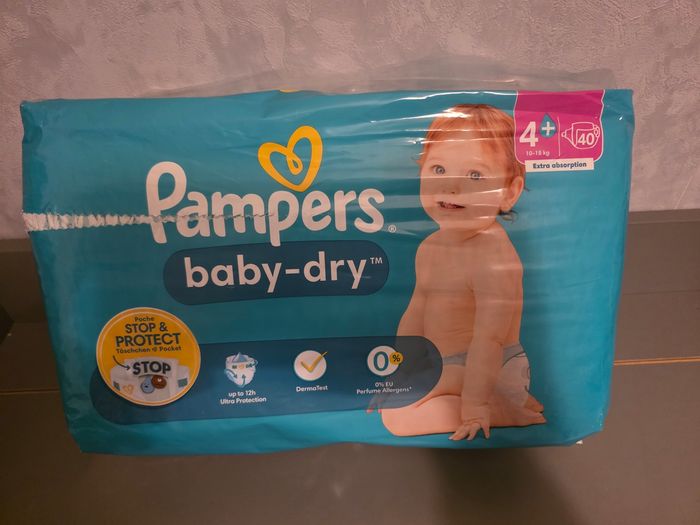 Pampers®
baby-dry™
4+
40
10-15 kg
Extra absorption
Poche
STOP &
PROTECT
Täschchen Pocket
STOP
up to 12h
Ultra Protection
DermaTest
0%
0% EU
Perfume Allergens*